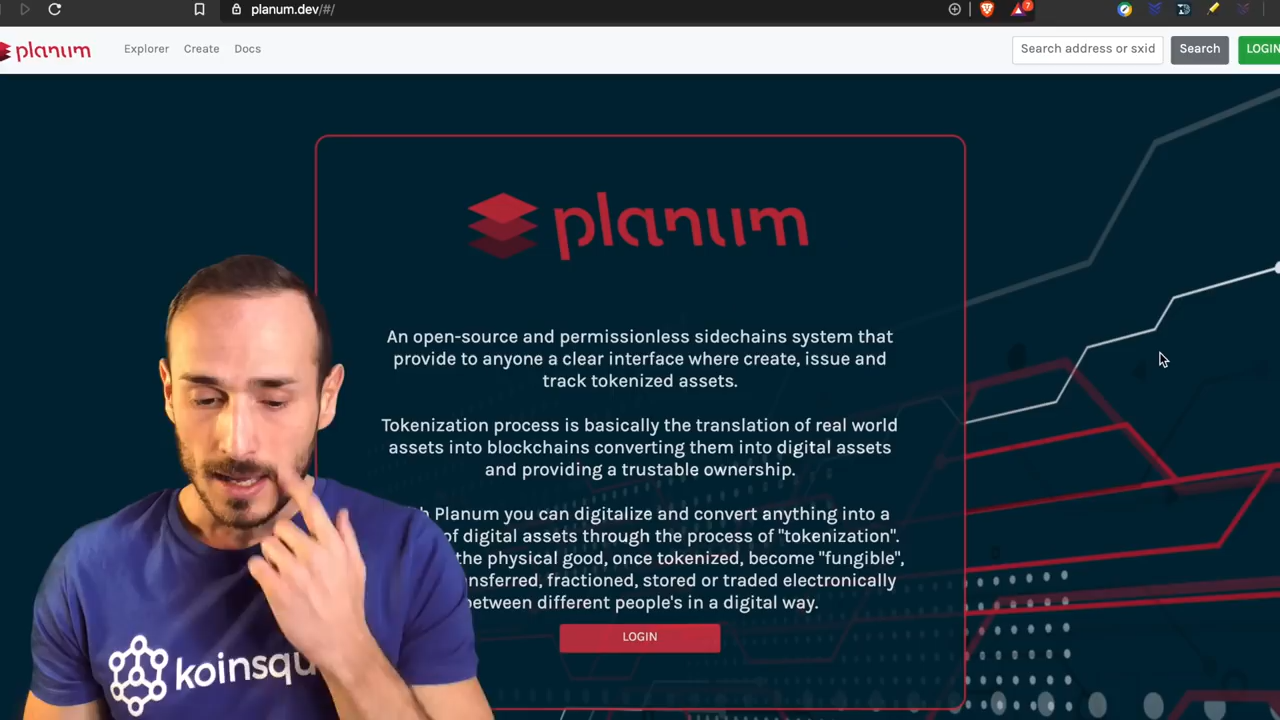 planum.dev/#/
7
planum
Explorer
Create
Docs
Search address or sxid
Search
LOGIN
planum
An open-source and permissionless sidechains system that
provide to anyone a clear interface where create, issue and
track tokenized assets.
Tokenization process is basically the translation of real world
assets into blockchains converting them into digital assets
and providing a trustable ownership.
Planum you can digitalize and convert anything into a
of digital assets through the process of "tokenization".
the physical good, once tokenized, become "fungible",
fractioned, stored or traded electronically
between different people's in a digital way.
LOGIN
koinsqu